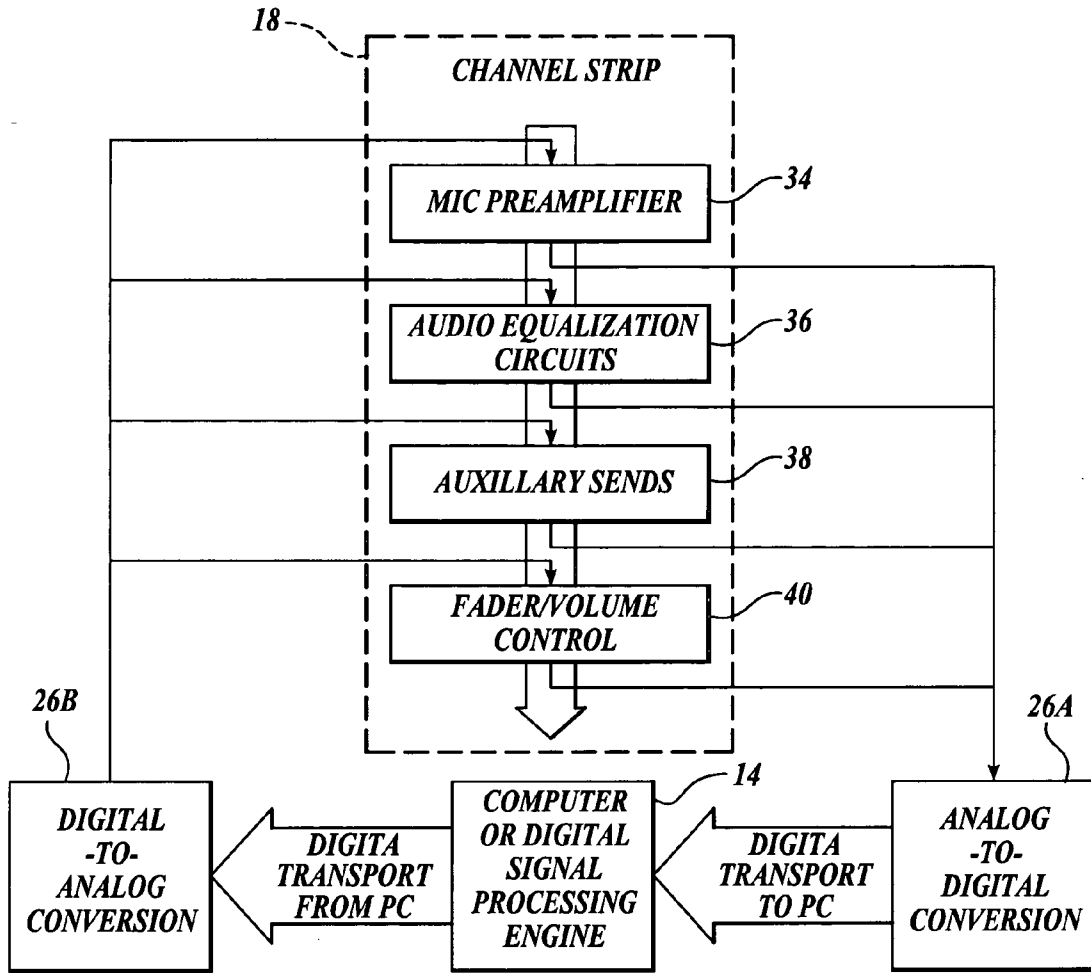 18
CHANNEL STRIP
MIC PREAMPLIFIER
34
AUDIO EQUALIZATION
CIRCUITS
36
AUXILLARY SENDS
38
FADER/VOLUME
CONTROL
40
26B
26A
14
DIGITAL
-TO-
ANALOG
CONVERSION
DIGITA
TRANSPORT
FROM PC
COMPUTER
OR DIGITAL
SIGNAL
PROCESSING
ENGINE
DIGITA
TRANSPORT
TO PC
ANALOG
-TO-
DIGITAL
CONVERSION